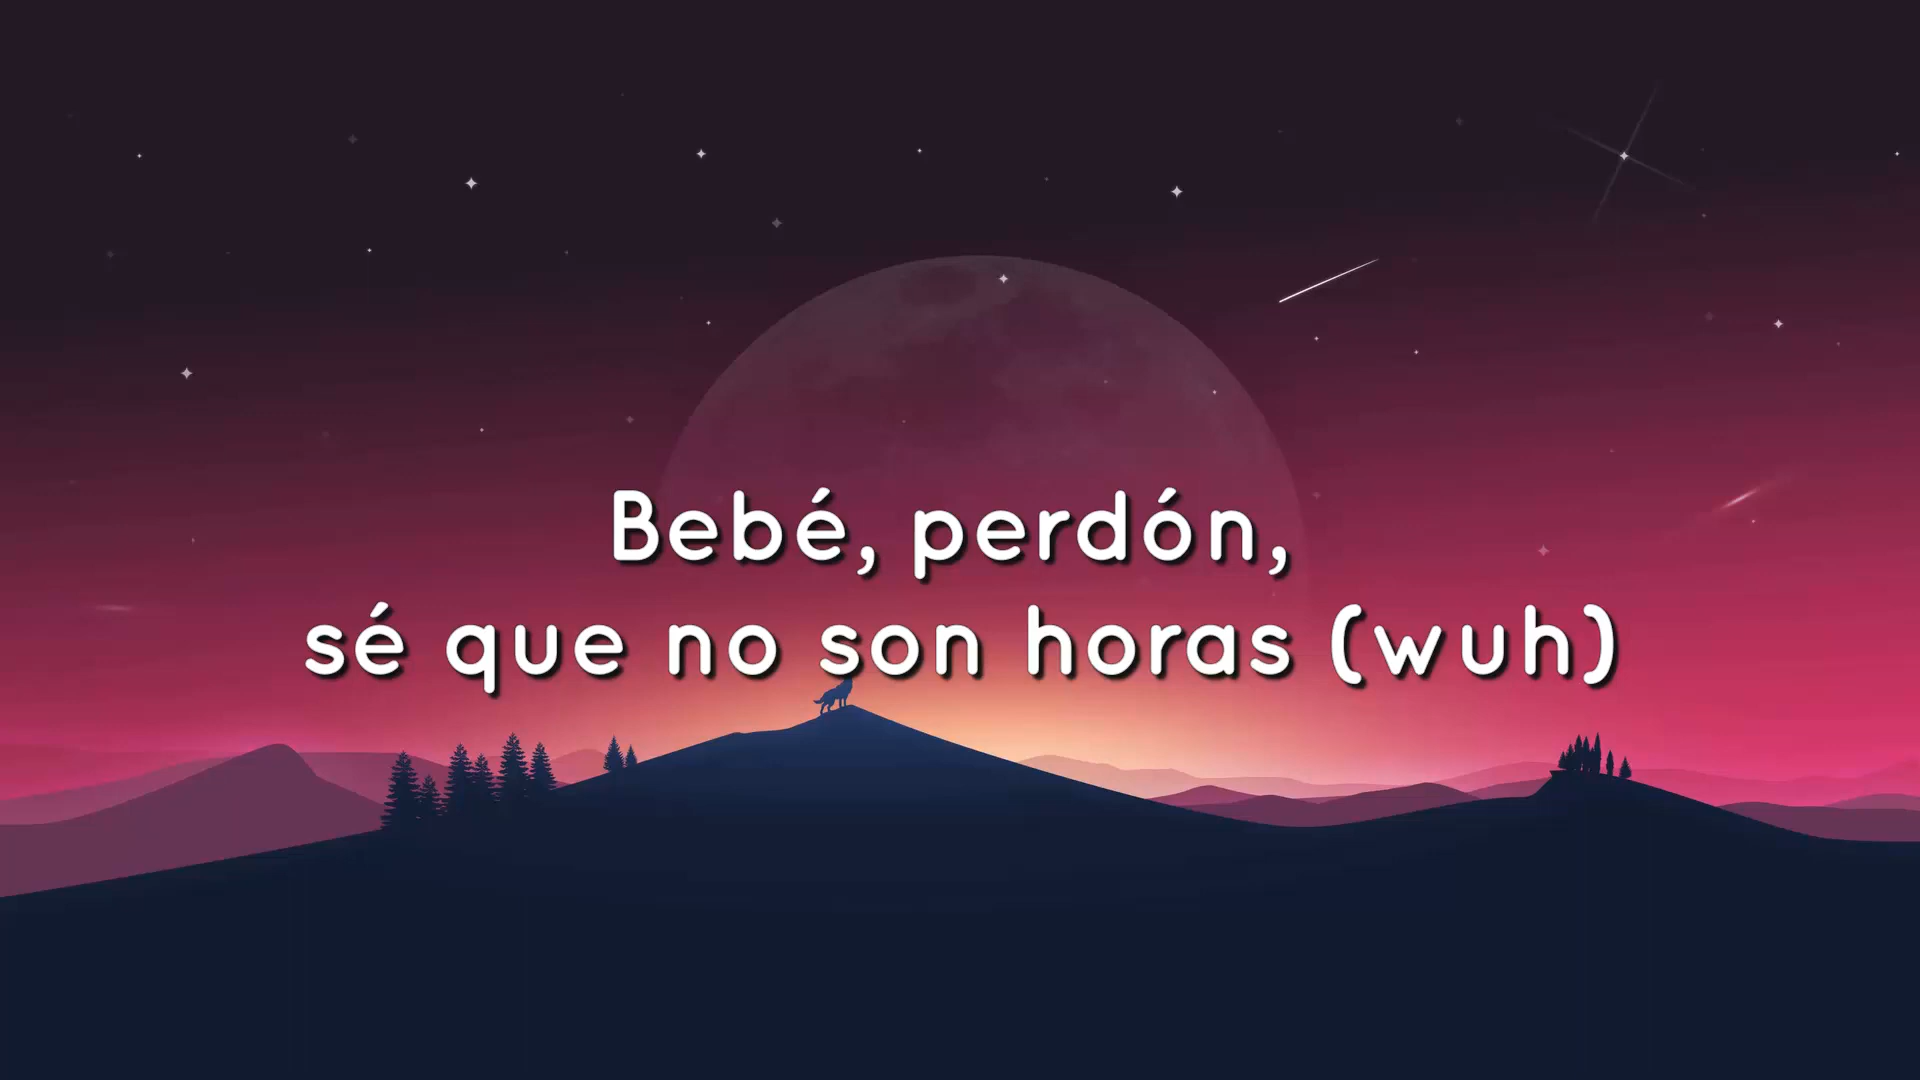 Bebé, perdón,
sé que no son horas (wuh)